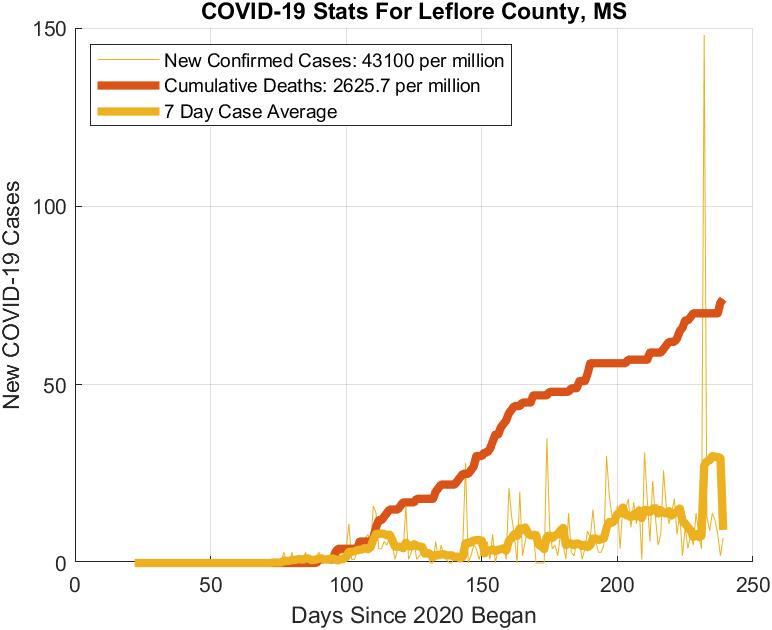 COVID-19 Stats For Leflore County, MS
150
New Confirmed Cases: 43100 per million
Cumulative Deaths: 2625.7 per million
7 Day Case Average
100
New COVID-19 Cases
50
0
0 50 100 150 200 250
Days Since 2020 Began